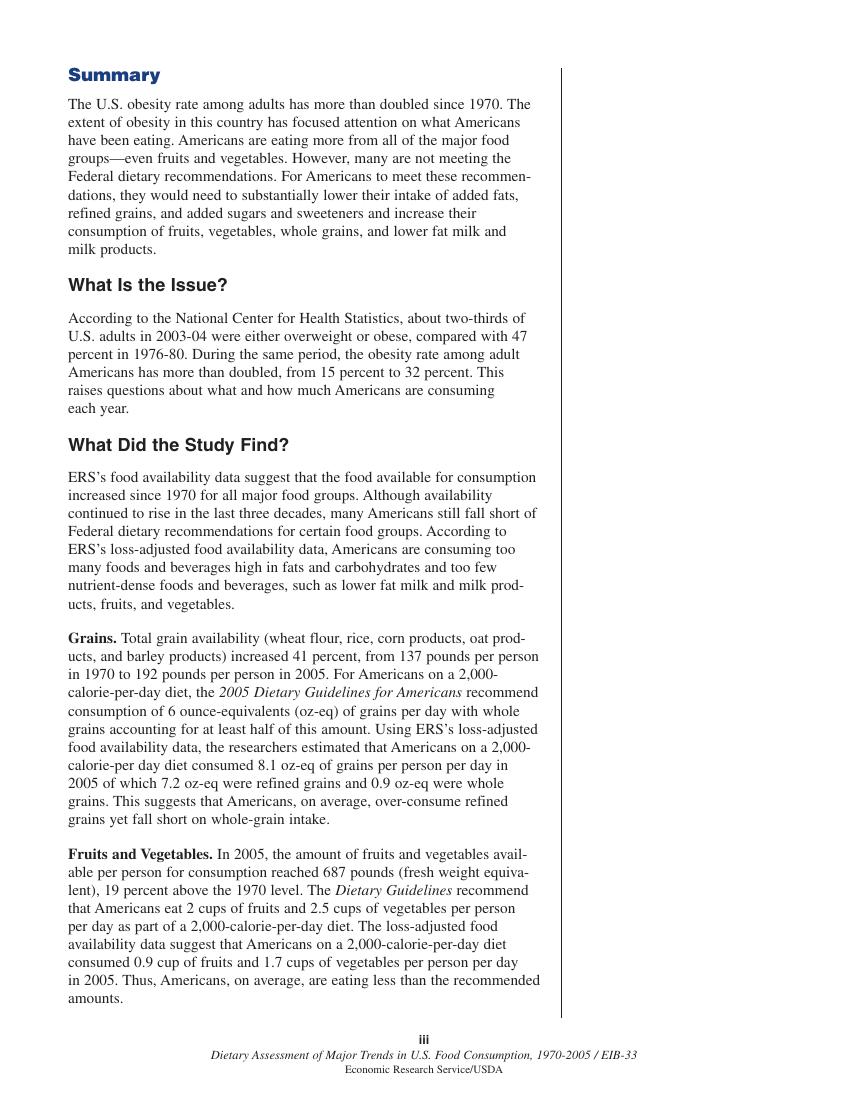 Summary
The U.S. obesity rate among adults has more than doubled since 1970. The
extent of obesity in this country has focused attention on what Americans
have been eating. Americans are eating more from all of the major food
groups—even fruits and vegetables. However, many are not meeting the
Federal dietary recommendations. For Americans to meet these recommen-
dations, they would need to substantially lower their intake of added fats,
refined grains, and added sugars and sweeteners and increase their
consumption of fruits, vegetables, whole grains, and lower fat milk and
milk products.
What Is the Issue?
According to the National Center for Health Statistics, about two-thirds of
U.S. adults in 2003-04 were either overweight or obese, compared with 47
percent in 1976-80. During the same period, the obesity rate among adult
Americans has more than doubled, from 15 percent to 32 percent. This
raises questions about what and how much Americans are consuming
each year.
What Did the Study Find?
ERS's food availability data suggest that the food available for consumption
increased since 1970 for all major food groups. Although availability
continued to rise in the last three decades, many Americans still fall short of
Federal dietary recommendations for certain food groups. According to
ERS's loss-adjusted food availability data, Americans are consuming too
many foods and beverages high in fats and carbohydrates and too few
nutrient-dense foods and beverages, such as lower fat milk and milk prod-
ucts, fruits, and vegetables.
Grains. Total grain availability (wheat flour, rice, corn products, oat prod-
ucts, and barley products) increased 41 percent, from 137 pounds per person
in 1970 to 192 pounds per person in 2005. For Americans on a 2,000-
calorie-per-day diet, the 2005 Dietary Guidelines for Americans recommend
consumption of 6 ounce-equivalents (oz-eq) of grains per day with whole
grains accounting for at least half of this amount. Using ERS's loss-adjusted
food availability data, the researchers estimated that Americans on a 2,000-
calorie-per day diet consumed 8.1 oz-eq of grains per person per day in
2005 of which 7.2 oz-eq were refined grains and 0.9 oz-eq were whole
grains. This suggests that Americans, on average, over-consume refined
grains yet fall short on whole-grain intake.
Fruits and Vegetables. In 2005, the amount of fruits and vegetables avail-
able per person for consumption reached 687 pounds (fresh weight equiva-
lent), 19 percent above the 1970 level. The Dietary Guidelines recommend
that Americans eat 2 cups of fruits and 2.5 cups of vegetables per person
per day as part of a 2,000-calorie-per-day diet. The loss-adjusted food
availability data suggest that Americans on a 2,000-calorie-per-day diet
consumed 0.9 cup of fruits and 1.7 cups of vegetables per person per day
in 2005. Thus, Americans, on average, are eating less than the recommended
amounts.
iii
Dietary Assessment of Major Trends in U.S. Food Consumption, 1970-2005 / EIB-33
Economic Research Service/USDA